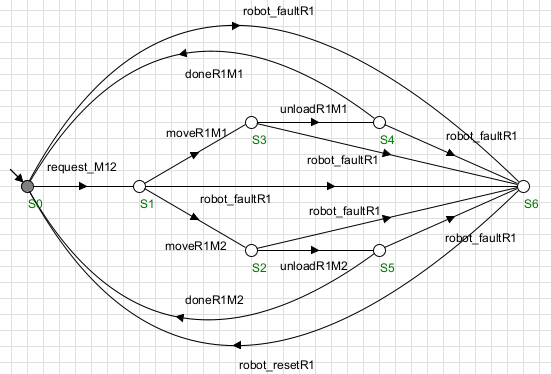 robot_faultR1
doneR1M1
unloadR1M1
moveR1M1
S3
S4
robot_faultR1
robot_faultR1
request_M12
S0
S1
robot_faultR1
S6
robot_faultR1
moveR1M2
S2
unloadR1M2
S5
robot_faultR1
doneR1M2
robot_resetR1